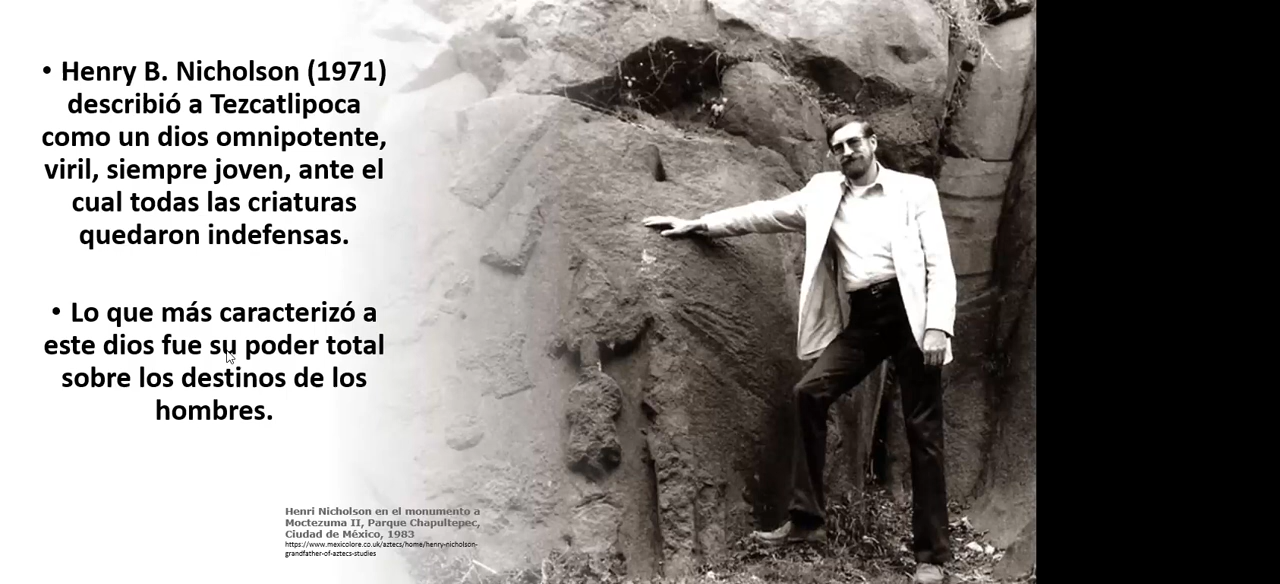 • Henry B. Nicholson (1971)
describió a Tezcatlipoca
como un dios omnipotente,
viril, siempre joven, ante el
cual todas las criaturas
quedaron indefensas.
• Lo que más caracterizó a
este dios fue su poder total
sobre los destinos de los
hombres.
Henri Nicholson en el monumento a
Moctezuma II, Parque Chapultepec,
Ciudad de México, 1983
https://www.mexicolore.co.uk/aztecs/home/henry-nicholson-
grandfather-of-aztecs-studies